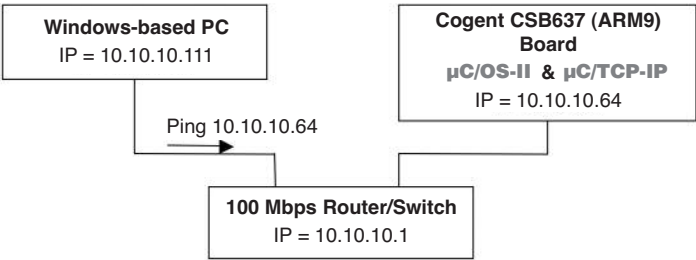 Windows-based PC
IP = 10.10.10.111
Cogent CSB637 (ARM9)
Board
µC/OS-II & µC/TCP-IP
IP = 10.10.10.64
Ping 10.10.10.64
100 Mbps Router/Switch
IP = 10.10.10.1